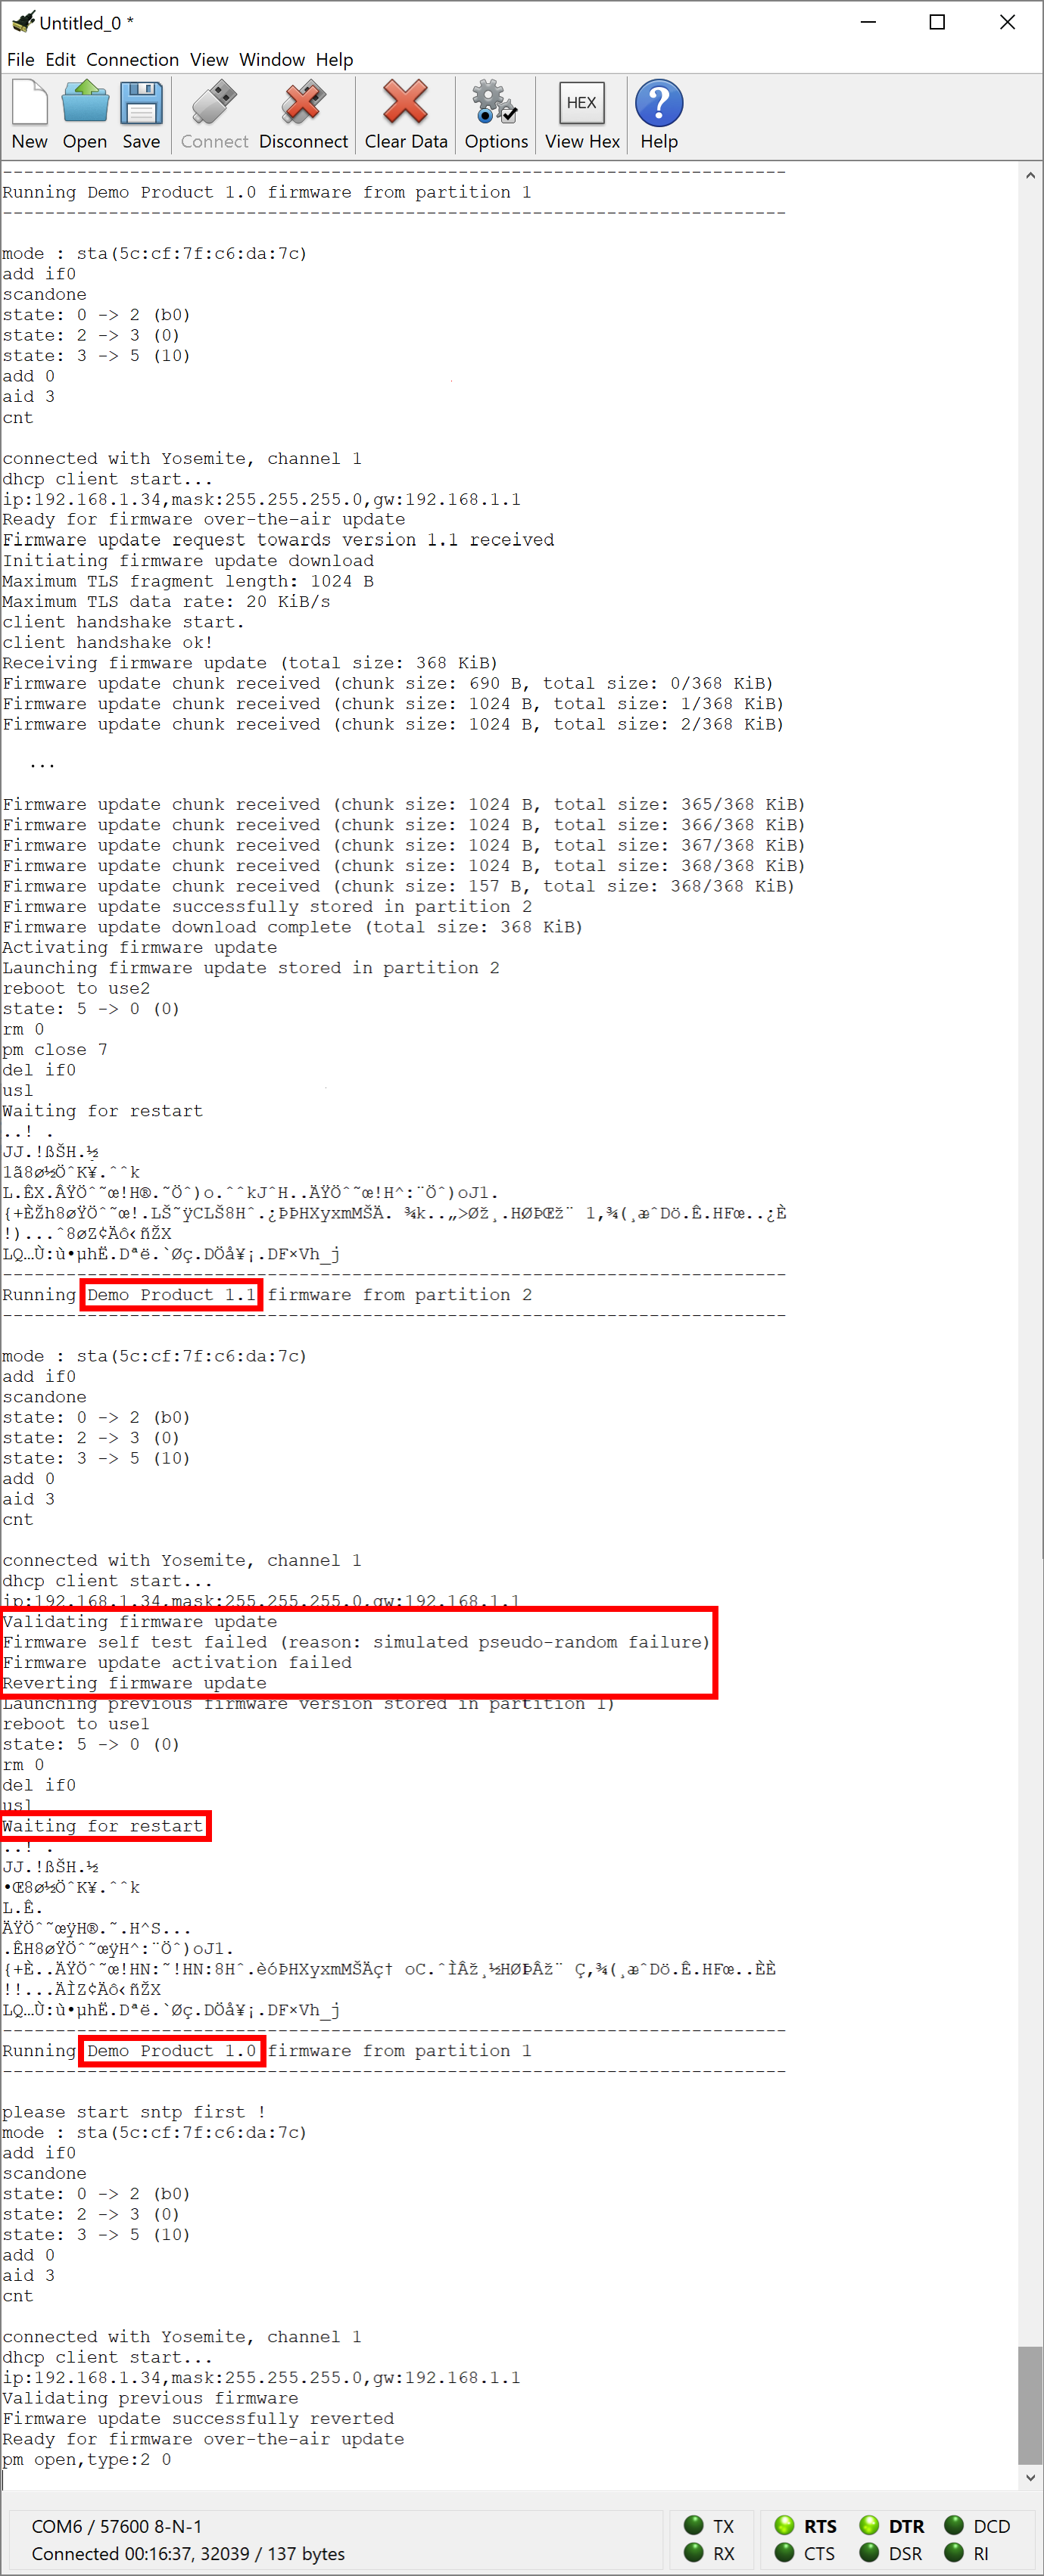 Untitled_0 *
File Edit Connection View Window Help
HEX
New Open Save Connect Disconnect Clear Data Options View Hex Help
--------------------------------------------------------------------------
Running Demo Product 1.0 firmware from partition 1
--------------------------------------------------------------------------
mode : sta(5c:cf:7f:c6:da:7c)
add if0
scandone
state: 0 -> 2 (b0)
state: 2 -> 3 (0)
state: 3 -> 5 (10)
add 0
aid 3
cnt
connected with Yosemite, channel 1
dhcp client start...
ip:192.168.1.34,mask:255.255.255.0,gw:192.168.1.1
Ready for firmware over-the-air update
Firmware update request towards version 1.1 received
Initiating firmware update download
Maximum TLS fragment length: 1024 B
Maximum TLS data rate: 20 KiB/s
client handshake start.
client handshake ok!
Receiving firmware update (total size: 368 KiB)
Firmware update chunk received (chunk size: 690 B, total size: 0/368 KiB)
Firmware update chunk received (chunk size: 1024 B, total size: 1/368 KiB)
Firmware update chunk received (chunk size: 1024 B, total size: 2/368 KiB)
...
Firmware update chunk received (chunk size: 1024 B, total size: 365/368 KiB)
Firmware update chunk received (chunk size: 1024 B, total size: 366/368 KiB)
Firmware update chunk received (chunk size: 1024 B, total size: 367/368 KiB)
Firmware update chunk received (chunk size: 1024 B, total size: 368/368 KiB)
Firmware update chunk received (chunk size: 157 B, total size: 368/368 KiB)
Firmware update successfully stored in partition 2
Firmware update download complete (total size: 368 KiB)
Activating firmware update
Launching firmware update stored in partition 2
reboot to use2
state: 5 -> 0 (0)
rm 0
pm close 7
del if0
usl
Waiting for restart
..! .
JJ.!ßŠH.½
1ã8ø½ÖˆK¥.ˆˆk
L.ÊX.ÂŸÖˆ˜œ!H®.˜Öˆ)o.ˆˆkJˆH..ÄŸÖˆ˜œ!H^:¨Öˆ)oJ1.
{+ÈŽh8øŸÖˆ˜œ!.LŠ˜ÿCLŠ8Hˆ.¿ÞÞHXyxmMŠÄ. ¾k..„>Øž¸.HØÞŒž¨ 1,¾(¸æˆDö.Ê.HFœ..¿È
!)...ˆ8øZ¢Äô‹ñŽX
LQ…Ù:ù•µhË.Dªë.`Øç.DÖå¥¡.DF×Vh_j
--------------------------------------------------------------------------
Running Demo Product 1.1 firmware from partition 2
--------------------------------------------------------------------------
mode : sta(5c:cf:7f:c6:da:7c)
add if0
scandone
state: 0 -> 2 (b0)
state: 2 -> 3 (0)
state: 3 -> 5 (10)
add 0
aid 3
cnt
connected with Yosemite, channel 1
dhcp client start...
ip:192.168.1.34,mask:255.255.255.0,gw:192.168.1.1
Validating firmware update
Firmware self test failed (reason: simulated pseudo-random failure)
Firmware update activation failed
Reverting firmware update
Launching previous firmware version stored in partition 1)
reboot to use1
state: 5 -> 0 (0)
rm 0
del if0
usl
Waiting for restart
..! .
JJ.!ßŠH.½
•Œ8ø½ÖˆK¥.ˆˆk
L.Ê.
ÄŸÖˆ˜œÿH®.˜.H^S...
.ÊH8øŸÖˆ˜œÿH^:¨Öˆ)oJ1.
{+È..ÄŸÖˆ˜œ!HN:˜!HN:8Hˆ.èóÞHXyxmMŠÄç† oC.ˆÌÂž¸½HØÞÂž¨ Ç,¾(¸æˆDö.Ê.HFœ..ÈÈ
!!...ÄÌZ¢Äô‹ñŽX
LQ…Ù:ù•µhË.Dªë.`Øç.DÖå¥¡.DF×Vh_j
--------------------------------------------------------------------------
Running Demo Product 1.0 firmware from partition 1
--------------------------------------------------------------------------
please start sntp first !
mode : sta(5c:cf:7f:c6:da:7c)
add if0
scandone
state: 0 -> 2 (b0)
state: 2 -> 3 (0)
state: 3 -> 5 (10)
add 0
aid 3
cnt
connected with Yosemite, channel 1
dhcp client start...
ip:192.168.1.34,mask:255.255.255.0,gw:192.168.1.1
Validating previous firmware
Firmware update successfully reverted
Ready for firmware over-the-air update
pm open,type:2 0
COM6 / 57600 8-N-1
Connected 00:16:37, 32039 / 137 bytes
TX RTS DTR DCD
RX CTS DSR RI